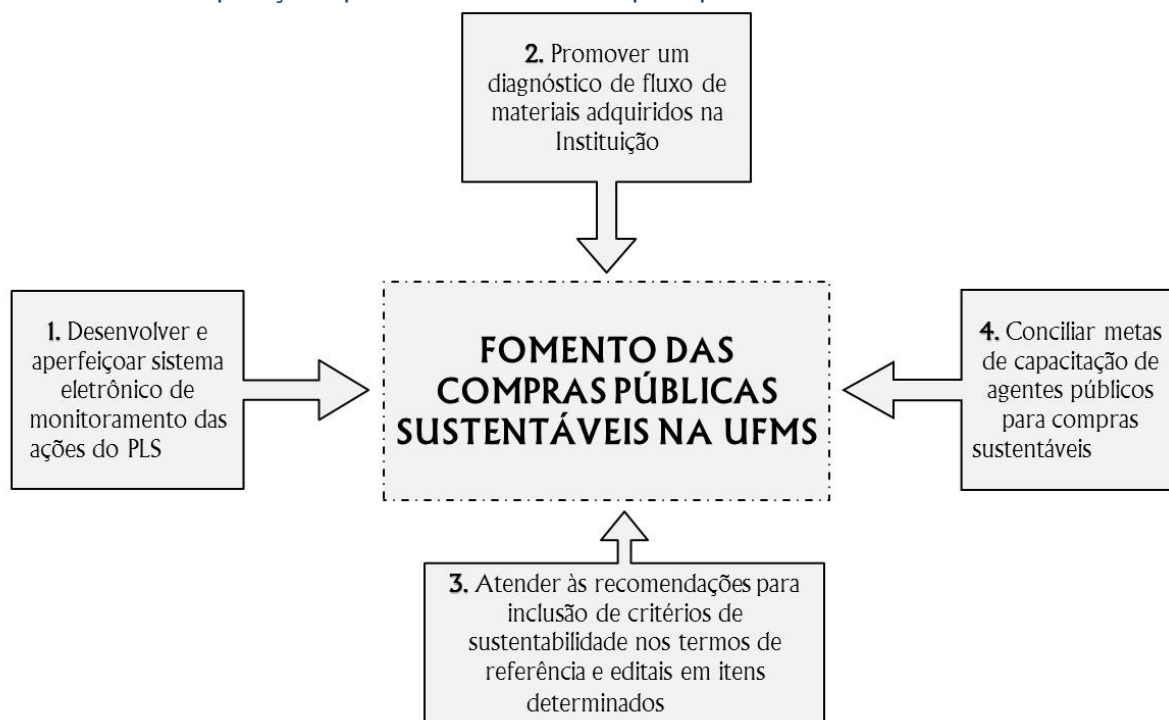 2. Promover um
diagnóstico de fluxo de
materiais adquiridos na
Instituição
1. Desenvolver e
aperfeiçoar sistema
eletrônico de
monitoramento das
ações do PLS
FOMENTO DAS
COMPRAS PÚBLICAS
SUSTENTÁVEIS NA UFMS
4. Conciliar metas
de capacitação de
agentes públicos
para compras
sustentáveis
3. Atender às recomendações para
inclusão de critérios de
sustentabilidade nos termos de
referência e editais em itens
determinados